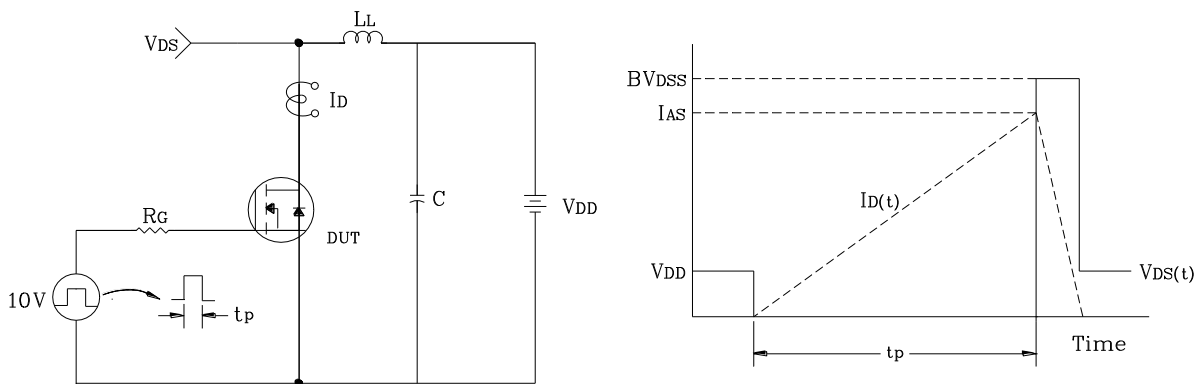 LL
VDS
ID
C
VDD
RG
DUT
10V
tp
BVDSS
IAS
ID(t)
VDD
VDS(t)
tp
Time